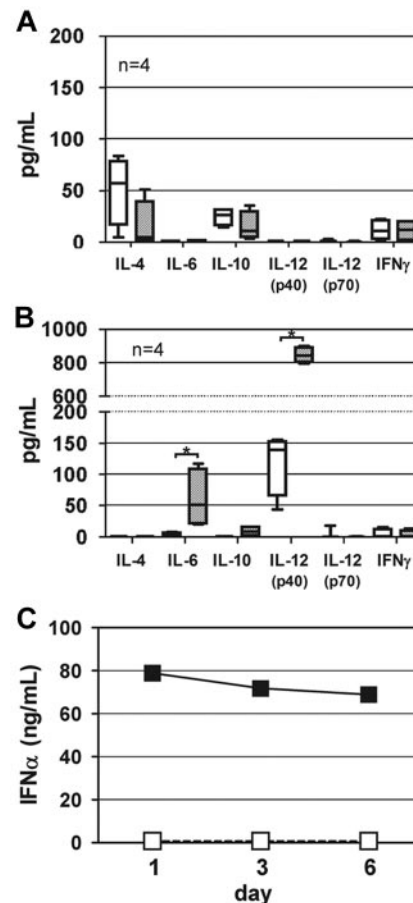 A
200
n=4
150
100
50
0
pg/mL
IL-4 IL-6 IL-10 IL-12 IL-12 IFNγ
(p40) (p70)
B
1000
n=4
*
800
600
200
150
*
100
50
0
pg/mL
IL-4 IL-6 IL-10 IL-12 IL-12 IFNγ
(p40) (p70)
C
100
80
60
40
20
0
IFNα (ng/mL)
1 3 6
day